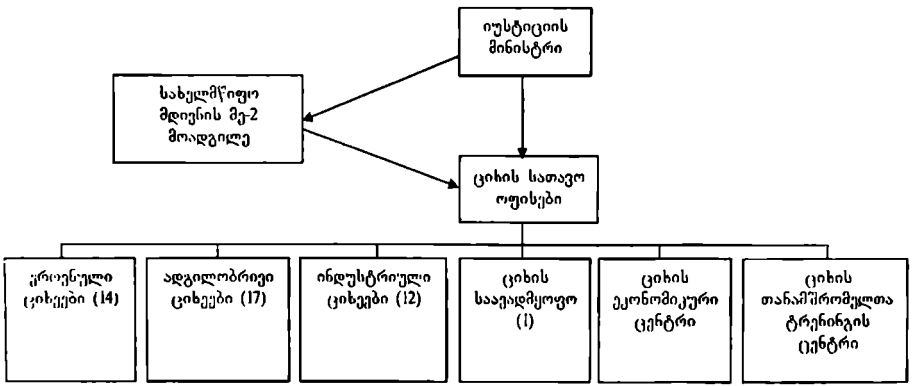 იუსტიციის
მინისტრი
სახელმწიფო
მდივნის მე-2
მოადგილე
ციხის სათავო
ოფისები
ეროვნული
ციხეები (14)
ადგილობრივი
ციხეები (17)
ინდუსტრიული
ციხეები (12)
ციხის
საავადმყოფო
(1)
ციხის
ეკონომიკური
ცენტრი
ციხის
თანამშრომელთა
ტრენინგის
ცენტრი